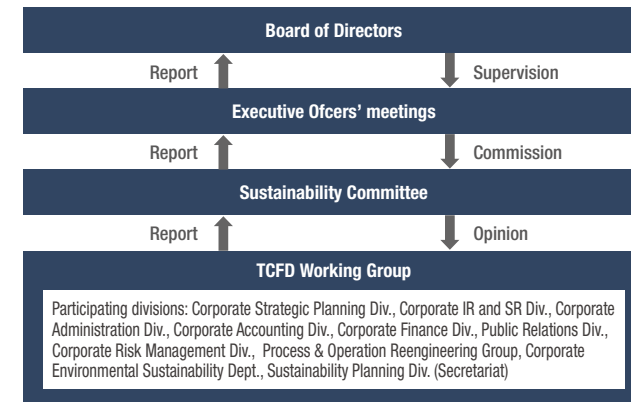 Board of Directors
Report Supervision
Executive Ofcers’ meetings
Report Commission
Sustainability Committee
Report Opinion
TCFD Working Group
Participating divisions: Corporate Strategic Planning Div., Corporate IR and SR Div., Corporate
Administration Div., Corporate Accounting Div., Corporate Finance Div., Public Relations Div.,
Corporate Risk Management Div., Process & Operation Reengineering Group, Corporate
Environmental Sustainability Dept., Sustainability Planning Div. (Secretariat)